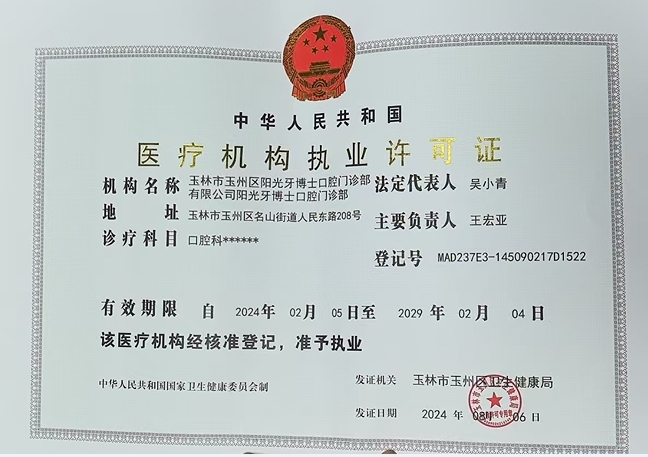 中华人民共和国
医疗机构执业许可证
机构名称 玉林市玉州区阳光牙博士口腔门诊部
有限公司阳光牙博士口腔门诊部
法定代表人 吴小青
地 址 玉林市玉州区名山街道人民东路208号
主要负责人 王宏亚
诊疗科目 口腔科******
登记号 MAD237E3-145090217D1522
有效期限 自 2024年 02月 05日至 2029年 02月 04日
该医疗机构经核准登记，准予执业
中华人民共和国国家卫生健康委员会制
发证机关 玉林市玉州区卫生健康局
发证日期 2024年 08月 06日